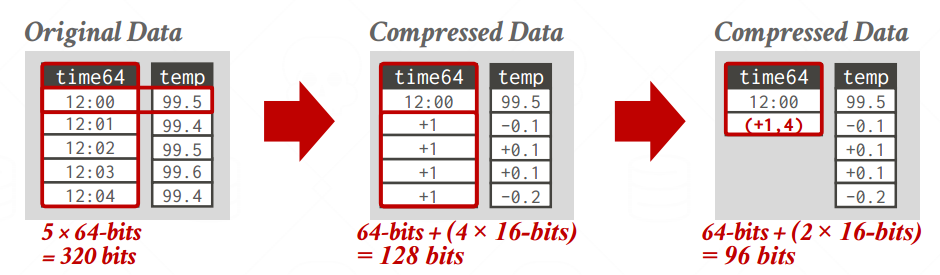 Original Data
time64 temp
12:00 99.5
12:01 99.4
12:02 99.5
12:03 99.6
12:04 99.4
5 × 64-bits
= 320 bits
Compressed Data
time64 temp
12:00 99.5
+1 -0.1
+1 +0.1
+1 +0.1
+1 -0.2
64-bits + (4 × 16-bits)
= 128 bits
Compressed Data
time64 temp
12:00 99.5
(+1,4) -0.1
+0.1
+0.1
-0.2
64-bits + (2 × 16-bits)
= 96 bits